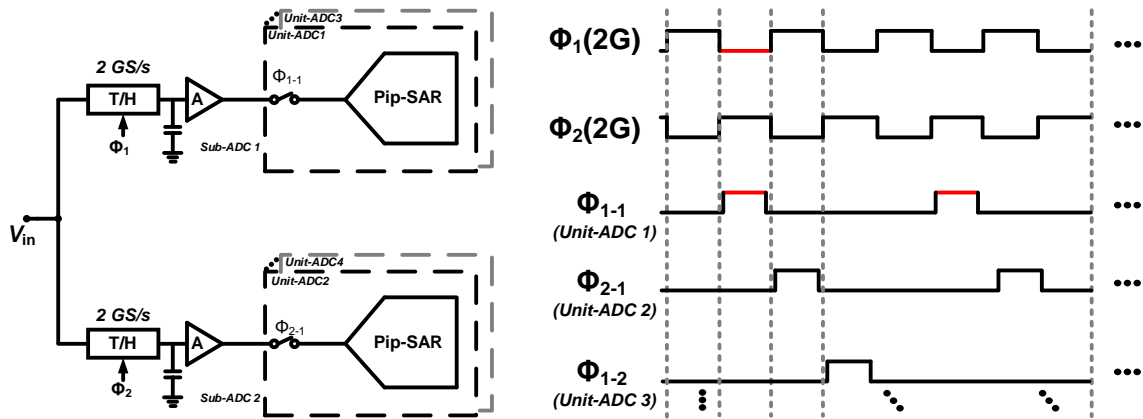 Unit-ADC3
Unit-ADC1
2 GS/s
T/H
A
Φ1-1
Pip-SAR
Φ1
Sub-ADC 1
Vin
Unit-ADC4
Unit-ADC2
2 GS/s
T/H
A
Φ2-1
Pip-SAR
Φ2
Sub-ADC 2
Φ1(2G)
Φ2(2G)
Φ1-1
(Unit-ADC 1)
Φ2-1
(Unit-ADC 2)
Φ1-2
(Unit-ADC 3)